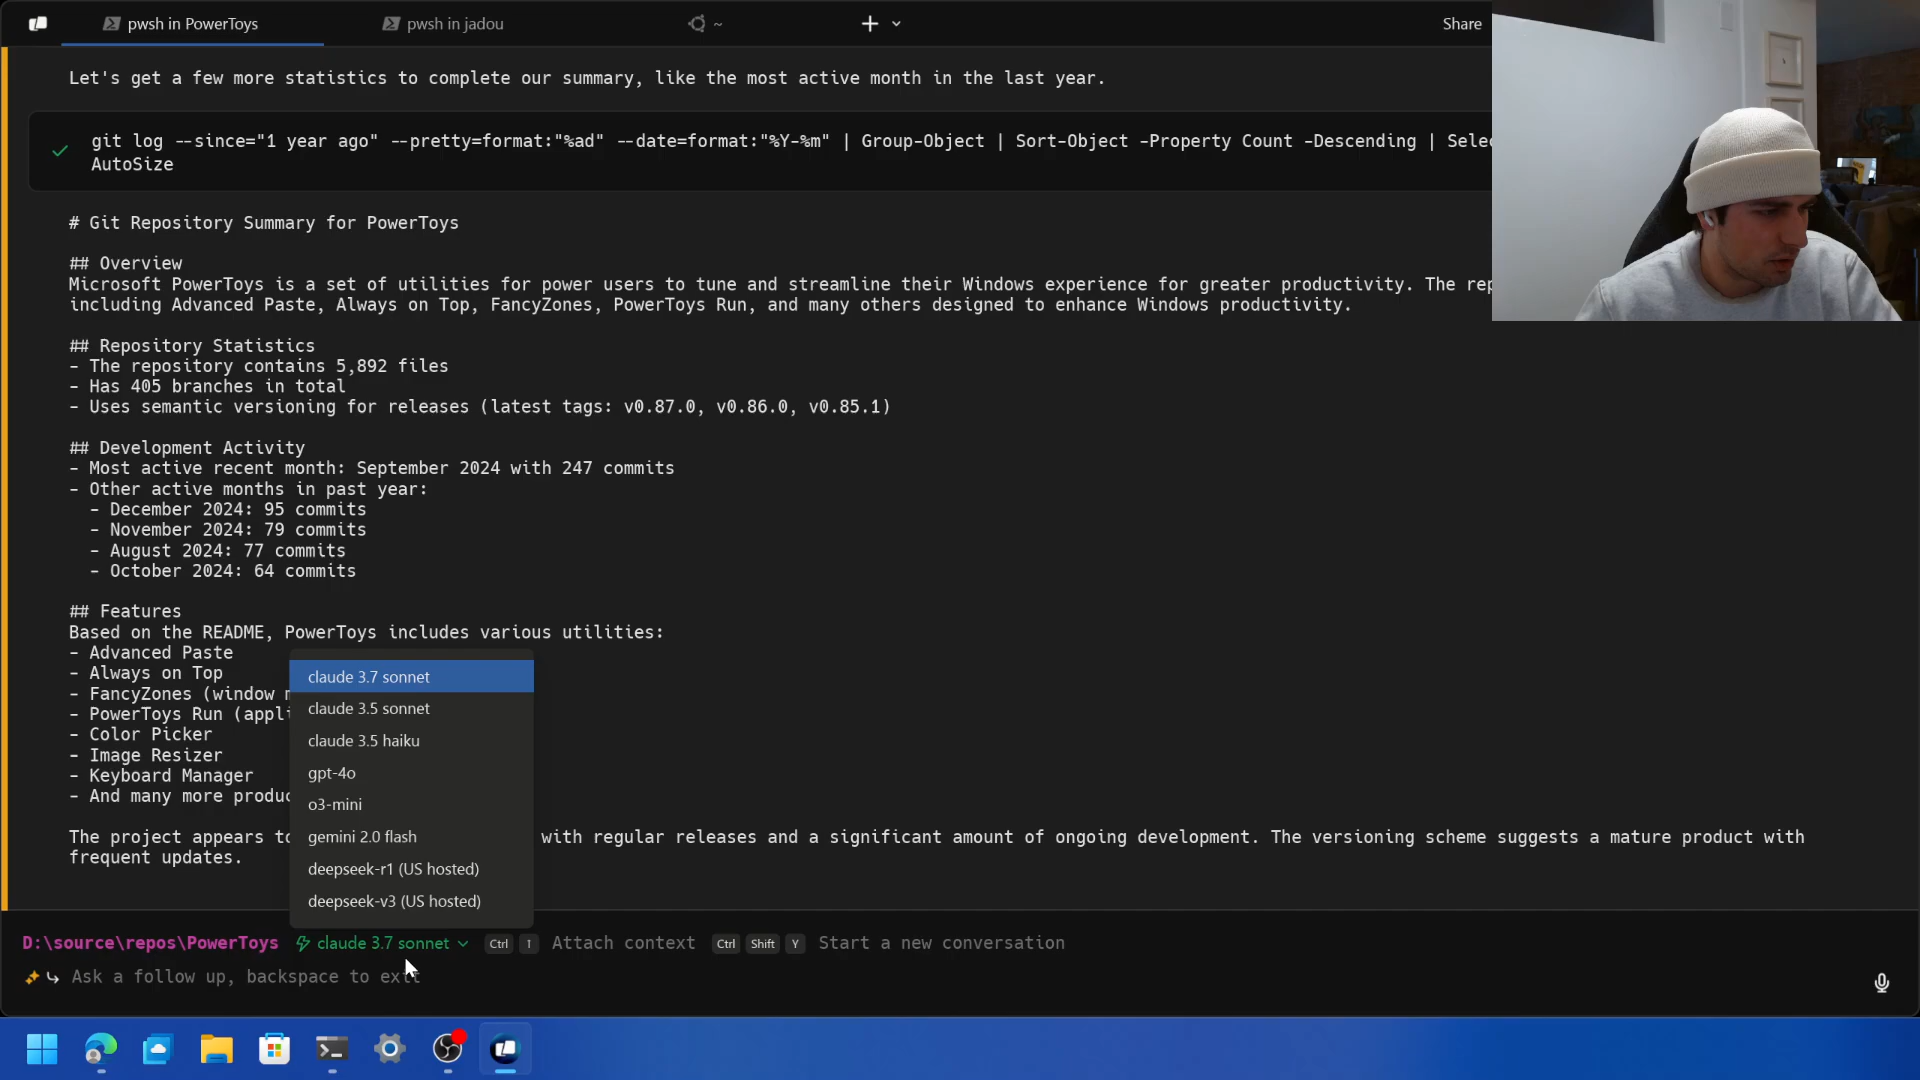 pwsh in PowerToys
pwsh in jadou
~
Share
Let's get a few more statistics to complete our summary, like the most active month in the last year.
git log --since="1 year ago" --pretty=format:"%ad" --date=format:"%Y-%m" | Group-Object | Sort-Object -Property Count -Descending |
AutoSize
# Git Repository Summary for PowerToys
## Overview
Microsoft PowerToys is a set of utilities for power users to tune and streamline their Windows experience for greater productivity. The
including Advanced Paste, Always on Top, FancyZones, PowerToys Run, and many others designed to enhance Windows productivity.
## Repository Statistics
- The repository contains 5,892 files
- Has 405 branches in total
- Uses semantic versioning for releases (latest tags: v0.87.0, v0.86.0, v0.85.1)
## Development Activity
- Most active recent month: September 2024 with 247 commits
- Other active months in past year:
- December 2024: 95 commits
- November 2024: 79 commits
- August 2024: 77 commits
- October 2024: 64 commits
## Features
Based on the README, PowerToys includes various utilities:
- Advanced Paste
- Always on Top
- FancyZones (window
- PowerToys Run
- Color Picker
- Image Resizer
- Keyboard Manager
- And many more
The project appears to with regular releases and a significant amount of ongoing development. The versioning scheme suggests a mature product with
frequent updates.
claude 3.7 sonnet
claude 3.5 sonnet
claude 3.5 haiku
gpt-4o
o3-mini
gemini 2.0 flash
deepseek-r1 (US hosted)
deepseek-v3 (US hosted)
D:\source\repos\PowerToys claude 3.7 sonnet Ctrl ↑ Attach context Ctrl Shift Y Start a new conversation
Ask a follow up, backspace to exit